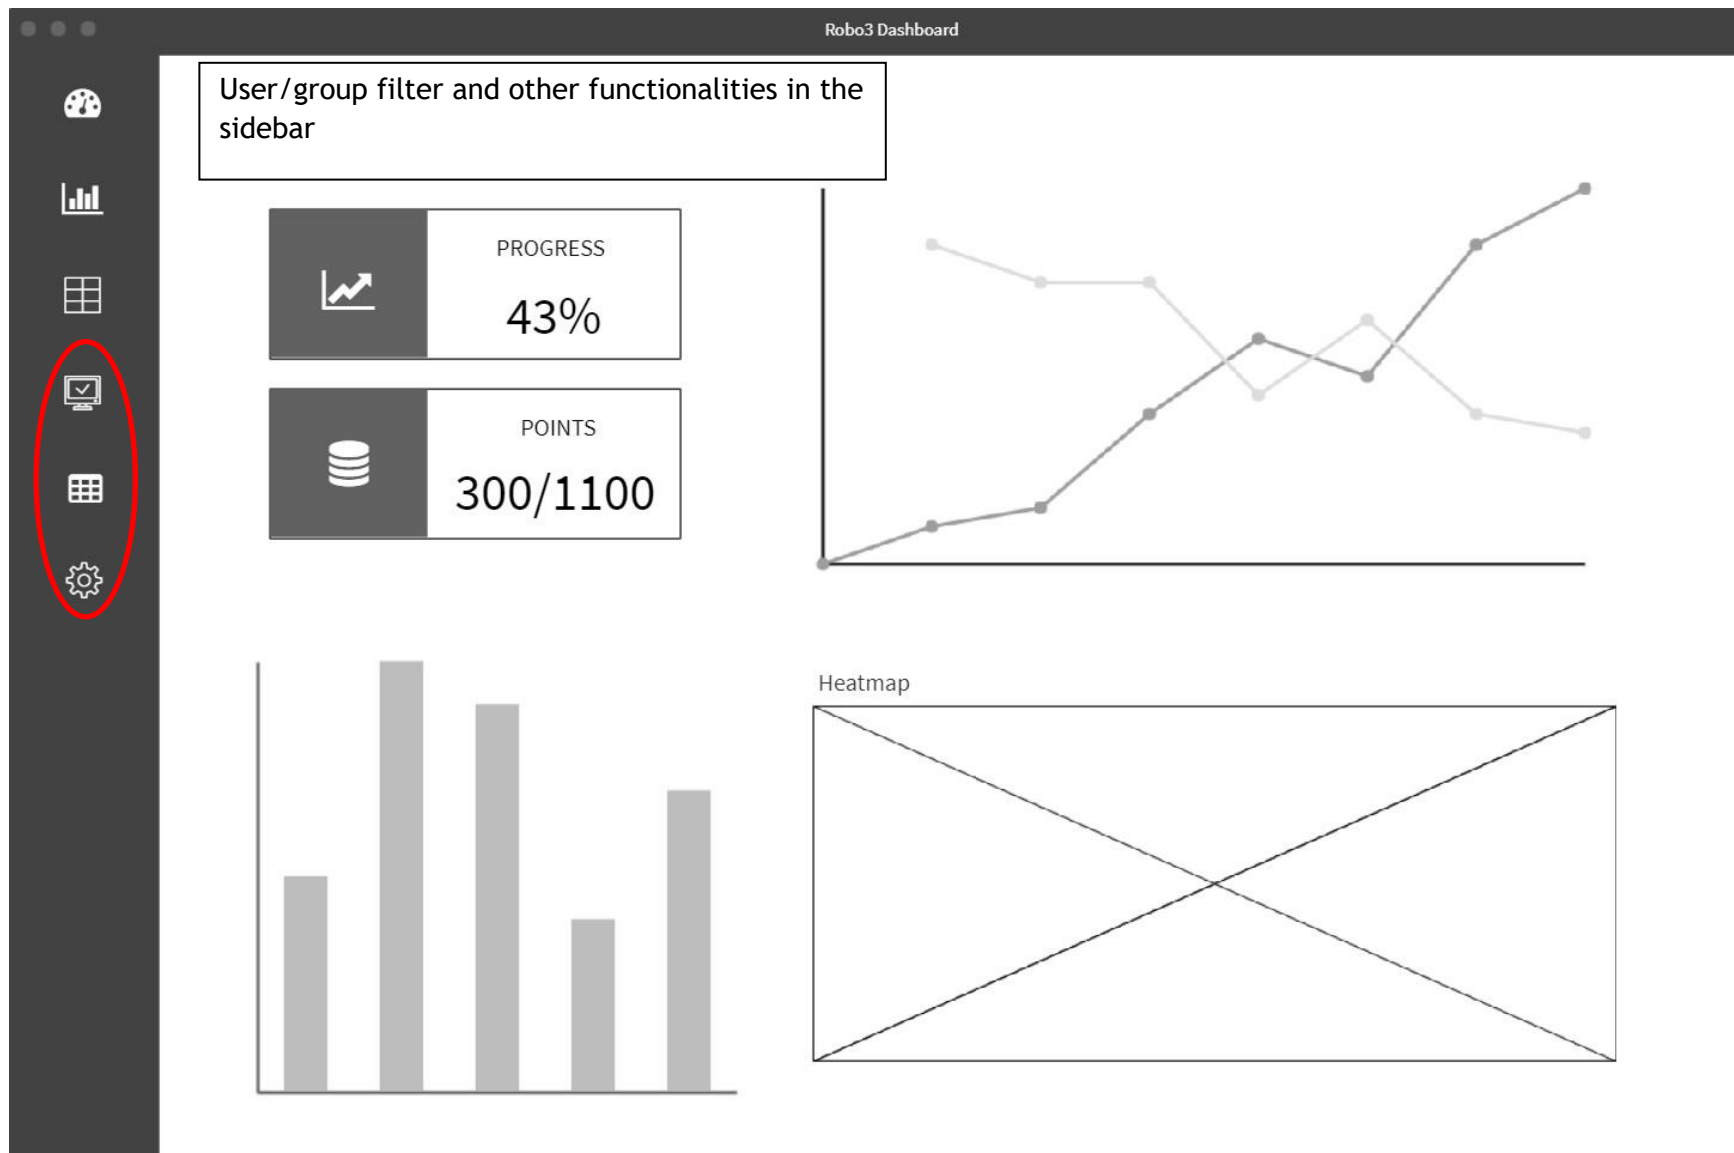 Robo3 Dashboard
User/group filter and other functionalities in the
sidebar
PROGRESS
43%
POINTS
300/1100
Heatmap